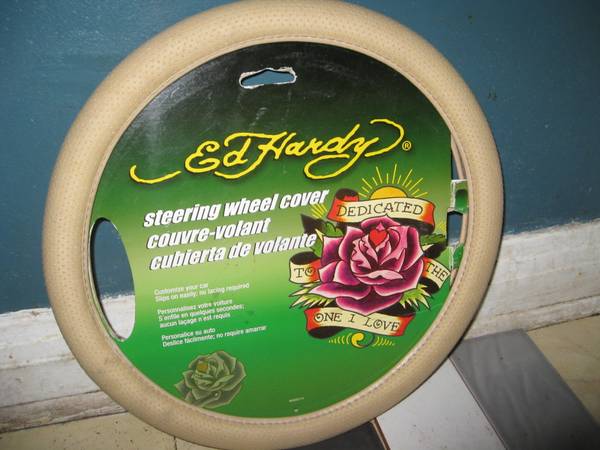 Ed Hardy®
steering wheel cover
couvre-volant
cubierta de volante
DEDICATED
TO THE
ONE I LOVE
Customize your car
Slips on easily; no lacing required
Personnalisez votre voiture
S'enfile en quelques secondes;
aucun laçage n'est requis
Personalice su auto
Deslice fácilmente; no require amarrar